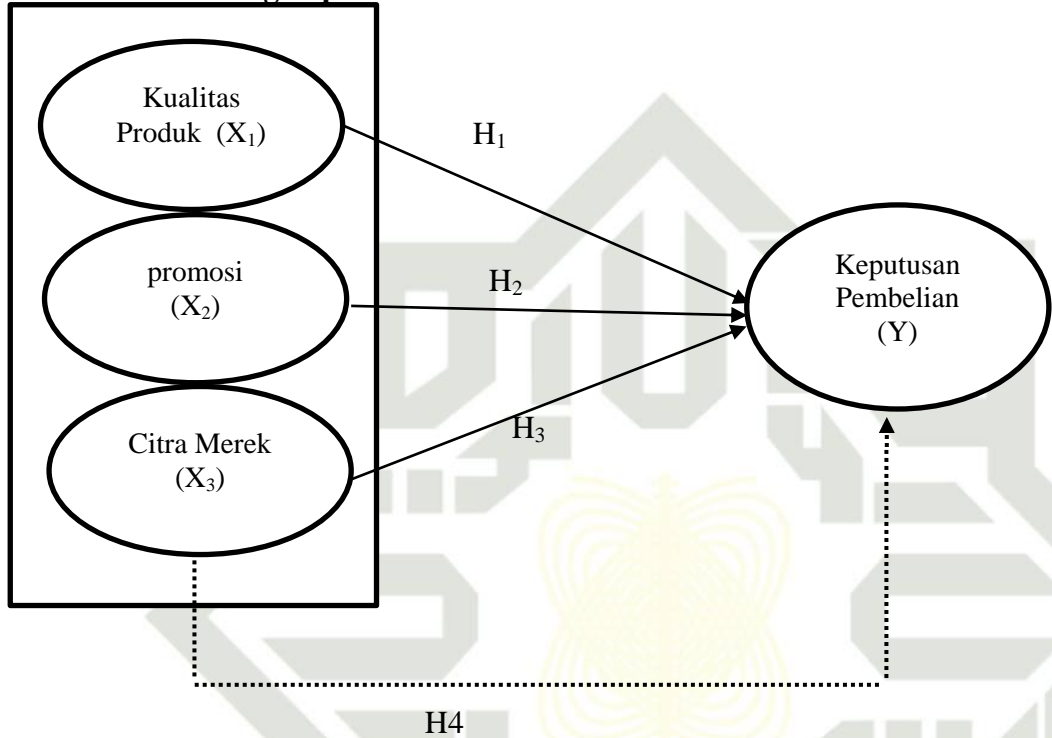 Kualitas
Produk (X₁)
H₁
promosi
(X₂)
H₂
Keputusan
Pembelian
(Y)
Citra Merek
(X₃)
H₃
H4